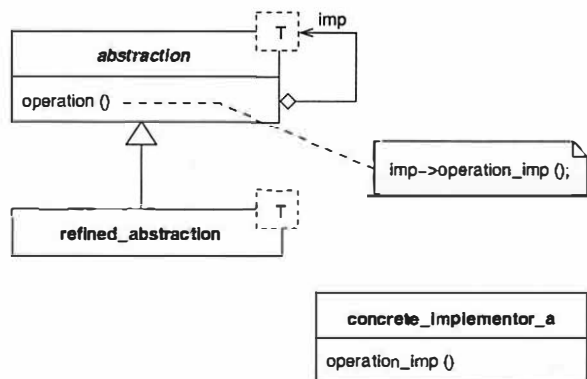 imp
T
abstraction
operation ()
imp->operation_imp ();
T
refined_abstraction
concrete_implementor_a
operation_imp ()